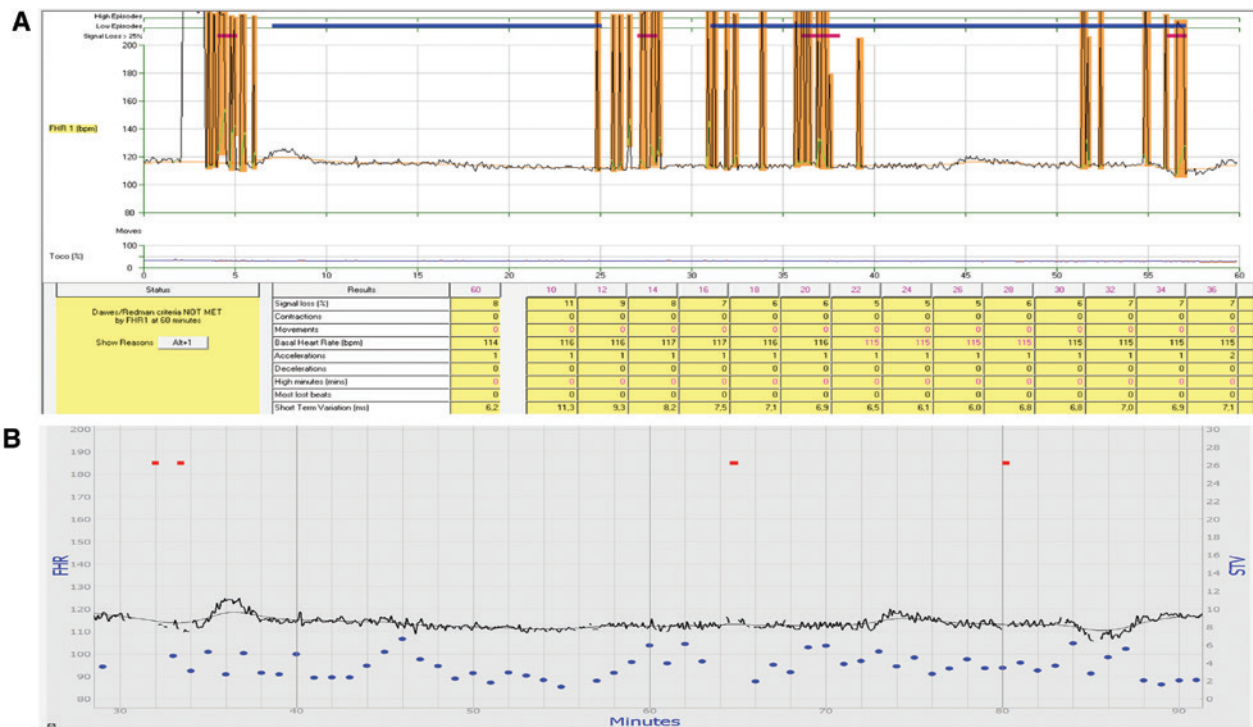 A
High Episodes
Low Episodes
Signal Loss > 25%
200
180
160
FHR 1 (bpm)
140
120
100
80
Moves
100
Toco (%)
0
0 5 10 15 20 25 30 35 40 45 50 55 60
Status Results 60 10 12 14 16 18 20 22 24 26 28 32 34 36
Dawes/Redman criteria NOT MET
by FHR1 at 60 minutes
Show Reasons Alt+1
Signal loss (%) 8 11 9 8 7 6 6 5 5 5 6 6 7 7 7
Contractions 0 0 0 0 0 0 0 0 0 0 0 0 0 0 0
Movements 0 0 0 0 0 0 0 0 0 0 0 0 0 0 0
Basal Heart Rate (bpm) 114 116 116 117 117 116 116 115 115 115 115 115 115 115 115
Accelerations 1 1 1 1 1 1 1 1 1 1 1 1 1 1 2
Decelerations 0 0 0 0 0 0 0 0 0 0 0 0 0 0 0
High minutes (mins) 0 0 0 0 0 0 0 0 0 0 0 0 0 0 0
Most lost beats 0 0 0 0 0 0 0 0 0 0 0 0 0 0 0
Short Term Variation (ms) 6,2 11,3 9,3 8,2 7,5 7,1 6,9 6,5 6,1 6,0 6,8 6,8 7,0 6,9 7,1
B
200 30
190 28
180 26
170 24
160 22
150 20
140 18
130 16
120 14
FHR STV
12
110 10
100 8
6
90 4
80 2
0
30 40 50 60 70 80 90
Minutes